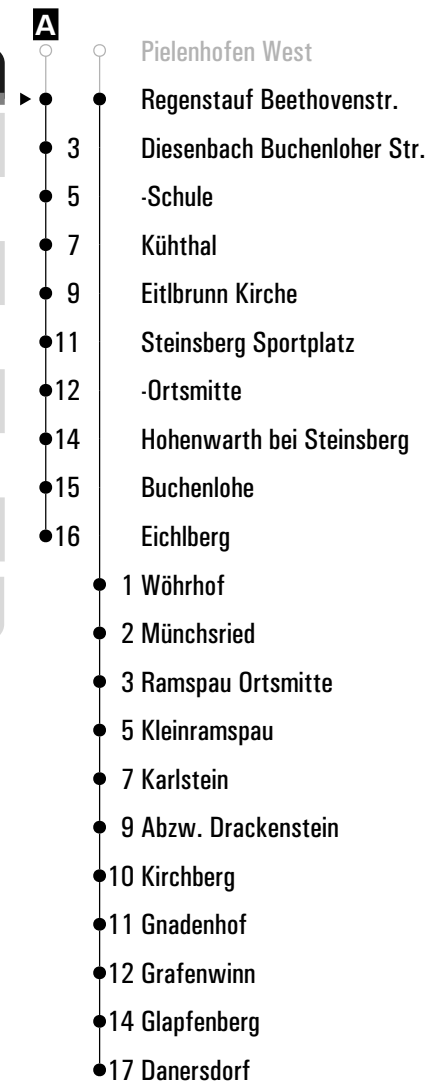 A
Pielenhofen West
Regenstauf Beethovenstr.
3 Diesenbach Buchenloher Str.
5 -Schule
7 Kühthal
9 Eitlbrunn Kirche
11 Steinsberg Sportplatz
12 -Ortsmitte
14 Hohenwarth bei Steinsberg
15 Buchenlohe
16 Eichlberg
1 Wöhrhof
2 Münchsried
3 Ramspau Ortsmitte
5 Kleinramspau
7 Karlstein
9 Abzw. Drackenstein
10 Kirchberg
11 Gnadenhof
12 Grafenwinn
14 Glapfenberg
17 Danersdorf